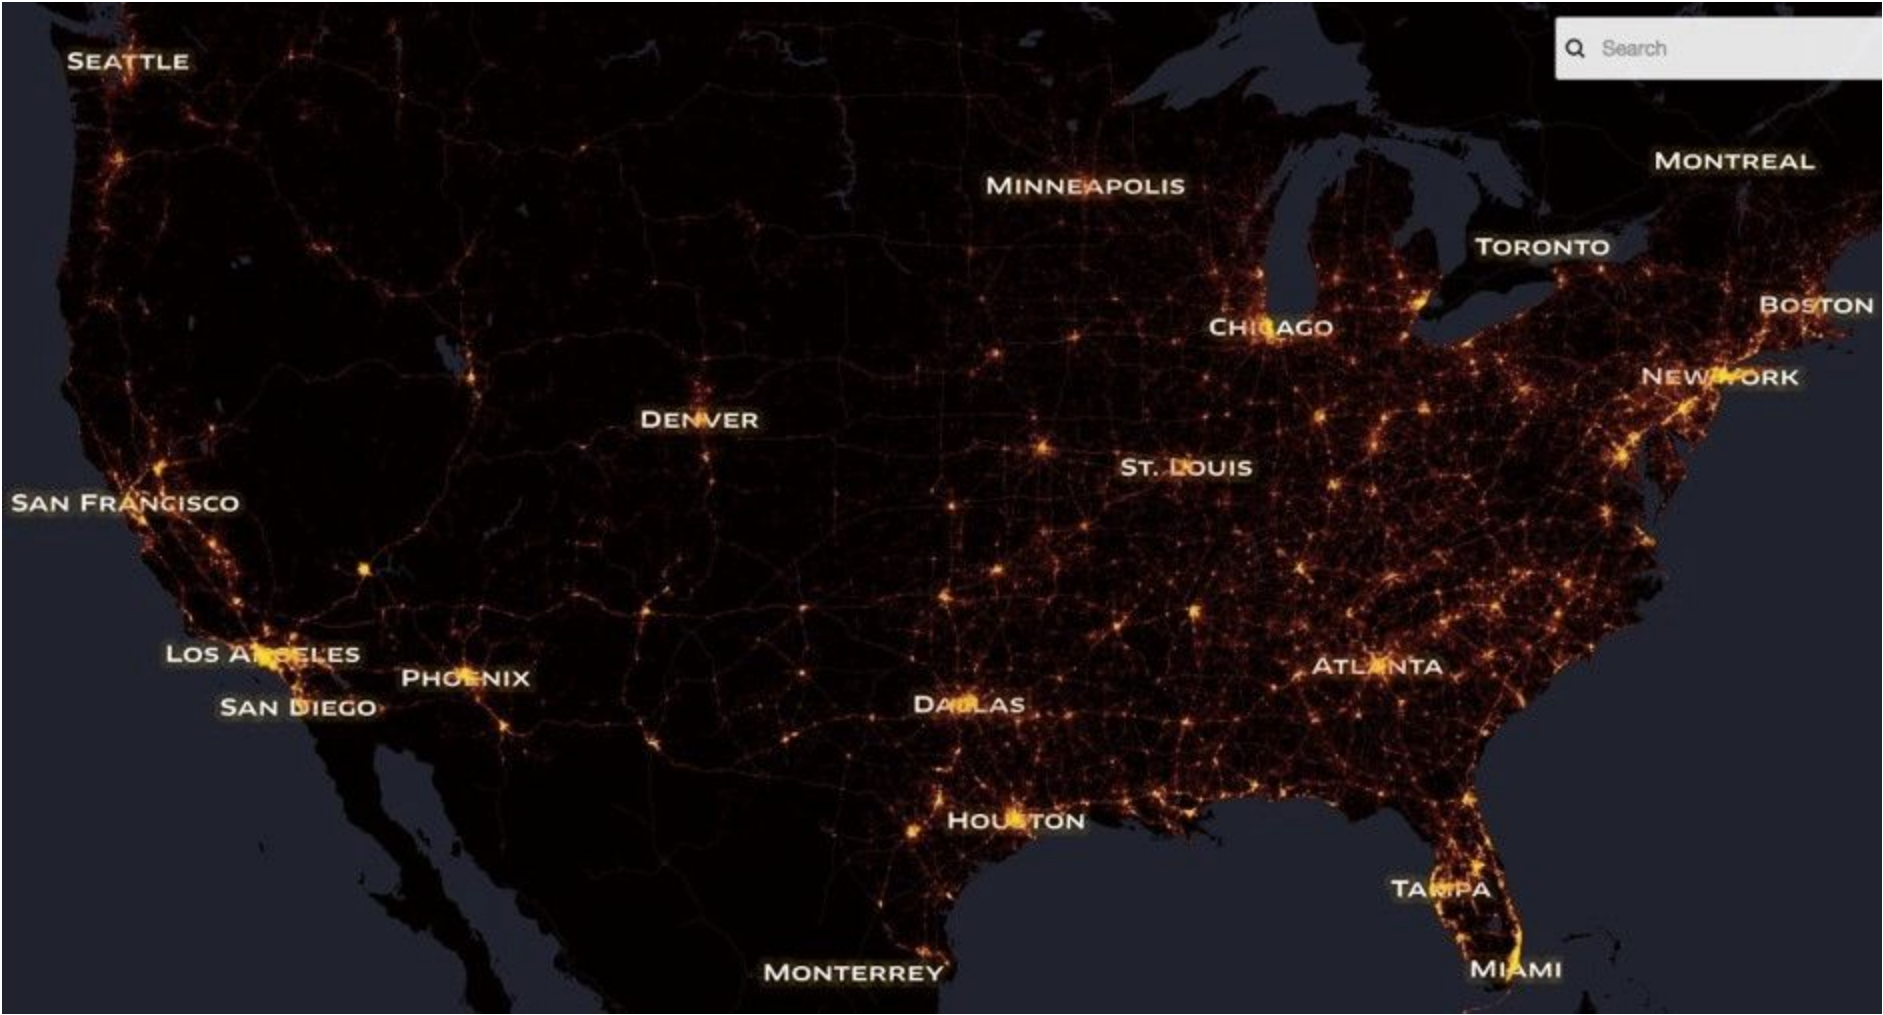 SEATTLE
Search
MONTREAL
MINNEAPOLIS
TORONTO
BOSTON
CHICAGO
NEW YORK
DENVER
ST. LOUIS
SAN FRANCISCO
LOS ANGELES
ATLANTA
PHOENIX
SAN DIEGO
DALLAS
HOUSTON
TAMPA
MIAMI
MONTERREY